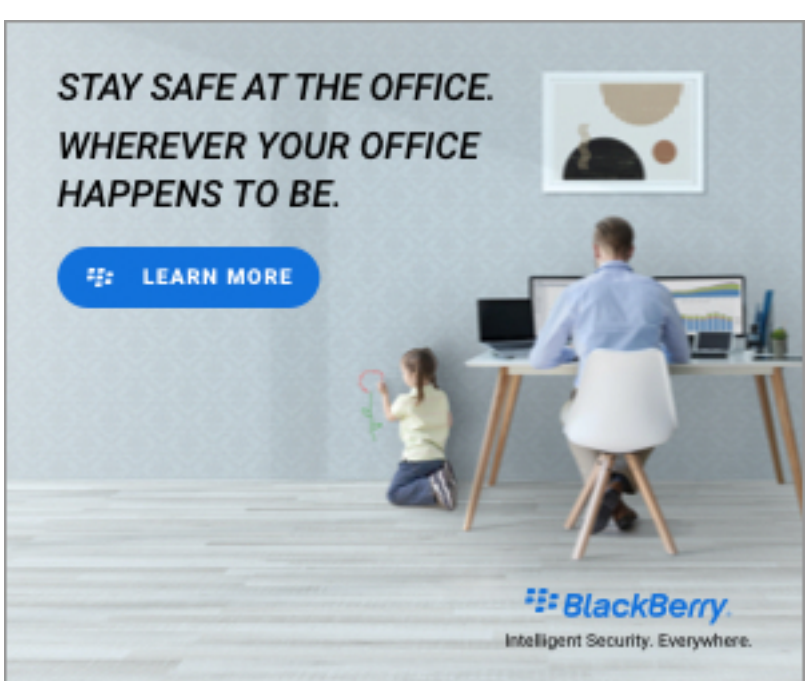 STAY SAFE AT THE OFFICE.
WHEREVER YOUR OFFICE
HAPPENS TO BE.
LEARN MORE
BlackBerry.
Intelligent Security. Everywhere.